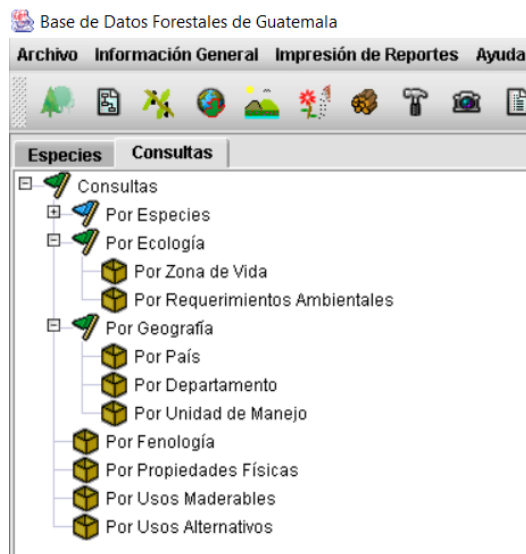 Base de Datos Forestales de Guatemala
Archivo Información General Impresión de Reportes Ayuda
Especies Consultas
Consultas
Por Especies
Por Ecología
Por Zona de Vida
Por Requerimientos Ambientales
Por Geografía
Por País
Por Departamento
Por Unidad de Manejo
Por Fenología
Por Propiedades Físicas
Por Usos Maderables
Por Usos Alternativos